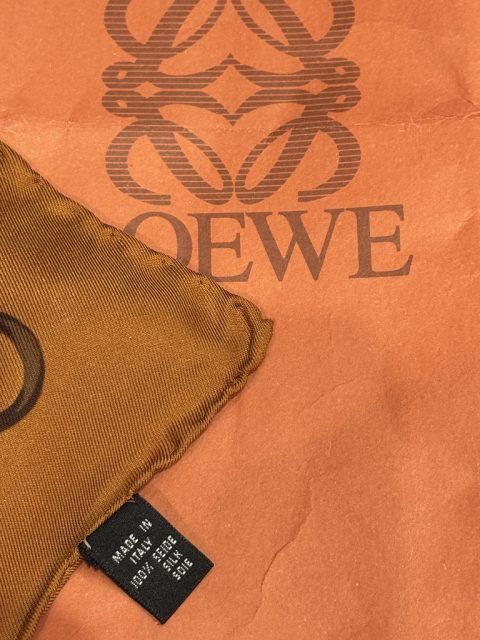 OEWE
MADE IN
ITALY
100% SEIDE
SILK
SOIE